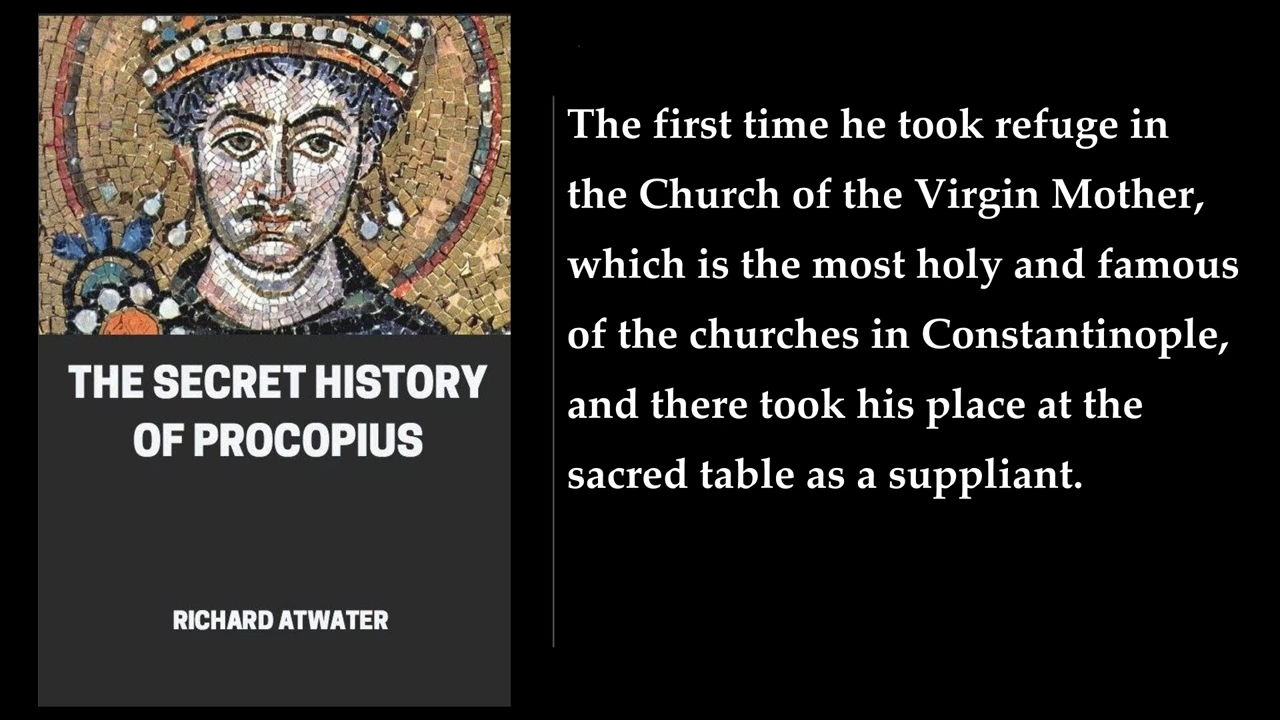 THE SECRET HISTORY
OF PROCOPIUS
RICHARD ATWATER
The first time he took refuge in
the Church of the Virgin Mother,
which is the most holy and famous
of the churches in Constantinople,
and there took his place at the
sacred table as a suppliant.